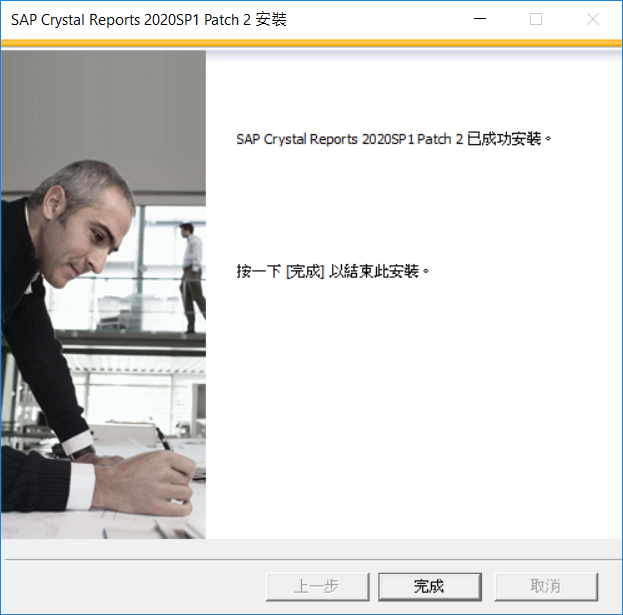 SAP Crystal Reports 2020SP1 Patch 2 安裝
SAP Crystal Reports 2020SP1 Patch 2 已成功安裝。
按一下 [完成] 以結束此安裝。
上一步 完成 取消